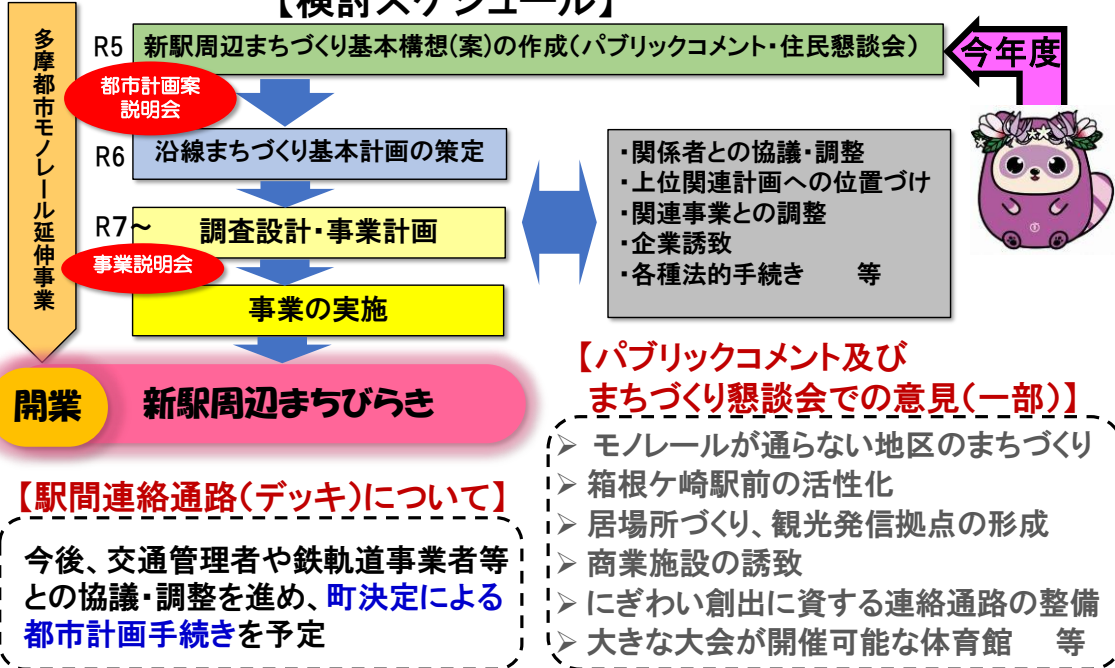 【検討スケジュール】
多摩都市モノレール延伸事業
R5 新駅周辺まちづくり基本構想(案)の作成(パブリックコメント・住民懇談会)
今年度
都市計画案
説明会
R6 沿線まちづくり基本計画の策定
R7~ 調査設計・事業計画
事業説明会
事業の実施
・関係者との協議・調整
・上位関連計画への位置づけ
・関連事業との調整
・企業誘致
・各種法的手続き 等
開業 新駅周辺まちびらき
【駅間連絡通路(デッキ)について】
今後、交通管理者や鉄軌道事業者等
との協議・調整を進め、町決定による
都市計画手続きを予定
【パブリックコメント及び
まちづくり懇談会での意見(一部)】
➢ モノレールが通らない地区のまちづくり
➢ 箱根ケ崎駅前の活性化
➢ 居場所づくり、観光発信拠点の形成
➢ 商業施設の誘致
➢ にぎわい創出に資する連絡通路の整備
➢ 大きな大会が開催可能な体育館 等